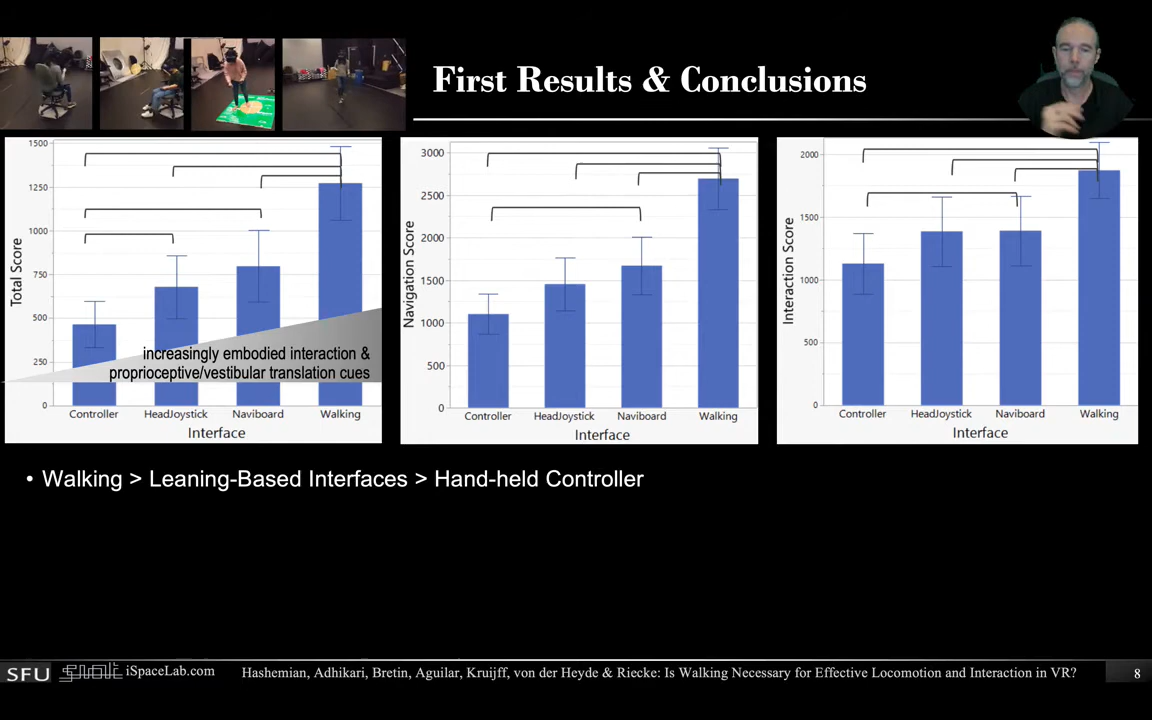 First Results & Conclusions
1500
1250
1000
750
500
250
0
Total Score
increasingly embodied interaction &
proprioceptive/vestibular translation cues
Controller HeadJoystick Naviboard Walking
Interface
3000
2500
2000
1500
1000
500
0
Navigation Score
Controller HeadJoystick Naviboard Walking
Interface
2000
1500
1000
500
0
Interaction Score
Controller HeadJoystick Naviboard Walking
Interface
• Walking > Leaning-Based Interfaces > Hand-held Controller
SFU iSpaceLab.com Hashemian, Adhikari, Bretin, Aguilar, Kruijff, von der Heyde & Riecke: Is Walking Necessary for Effective Locomotion and Interaction in VR? 8